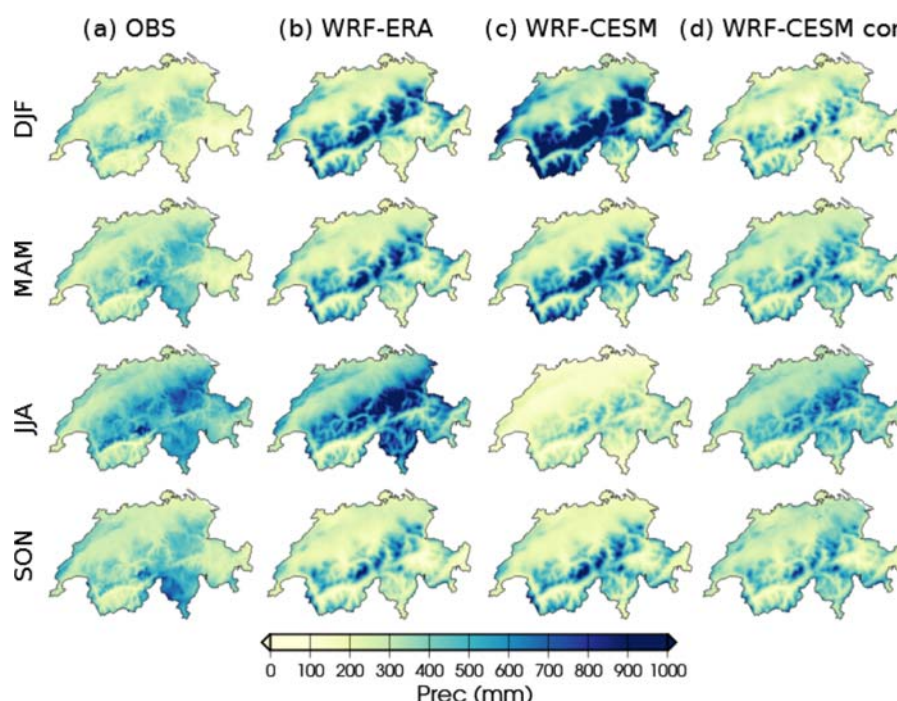 (a) OBS (b) WRF-ERA (c) WRF-CESM (d) WRF-CESM cor
DJF
MAM
JJA
SON
0 100 200 300 400 500 600 700 800 900 1000
Prec (mm)